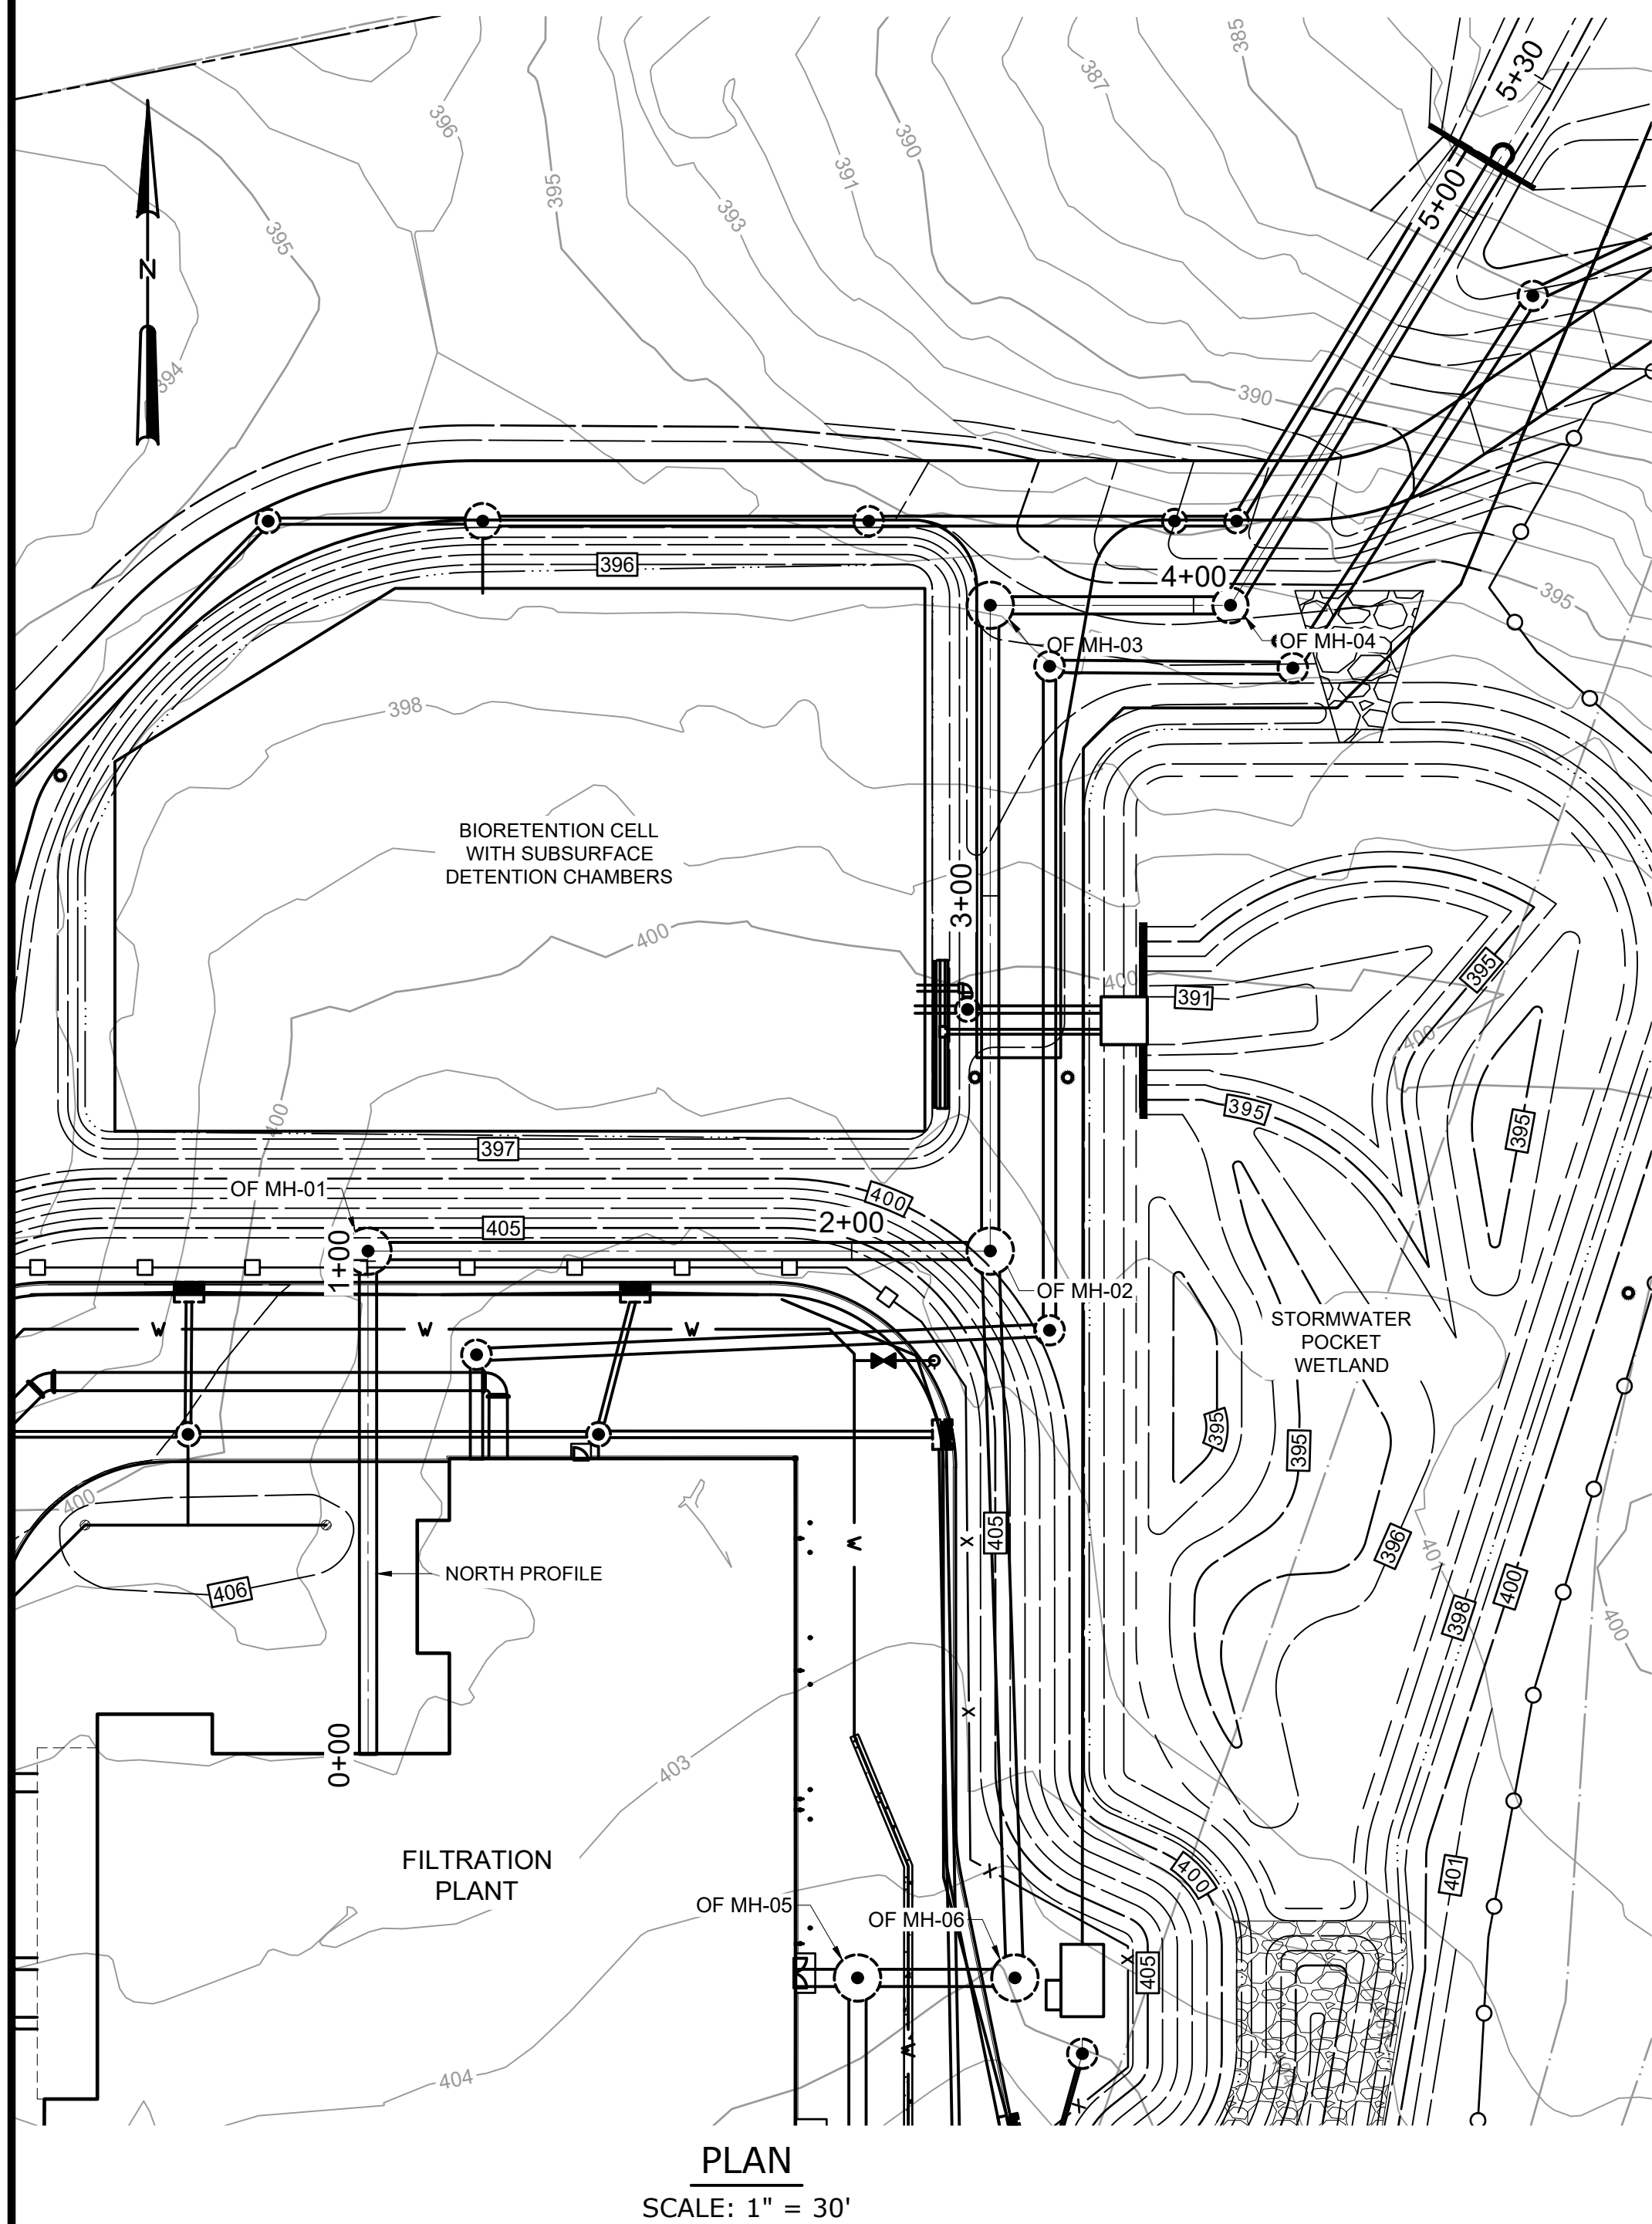 385
5+30
387
396
390
391
395
393
5+00
395
N
394
390
396
4+00
395
OF MH-03
OF MH-04
398
BIORETENTION CELL
WITH SUBSURFACE
DETENTION CHAMBERS
3+00
400
400
391
395
400
395
400
395
397
OF MH-01
400
405
2+00
1+00
OF MH-02
W
W
W
STORMWATER
POCKET
WETLAND
395
395
400
405
X
W
396
401
NORTH PROFILE
406
400
398
400
X
0+00
403
FILTRATION
PLANT
X
400
401
OF MH-05
OF MH-06
X
405
W
404
X
PLAN
SCALE: 1" = 30'